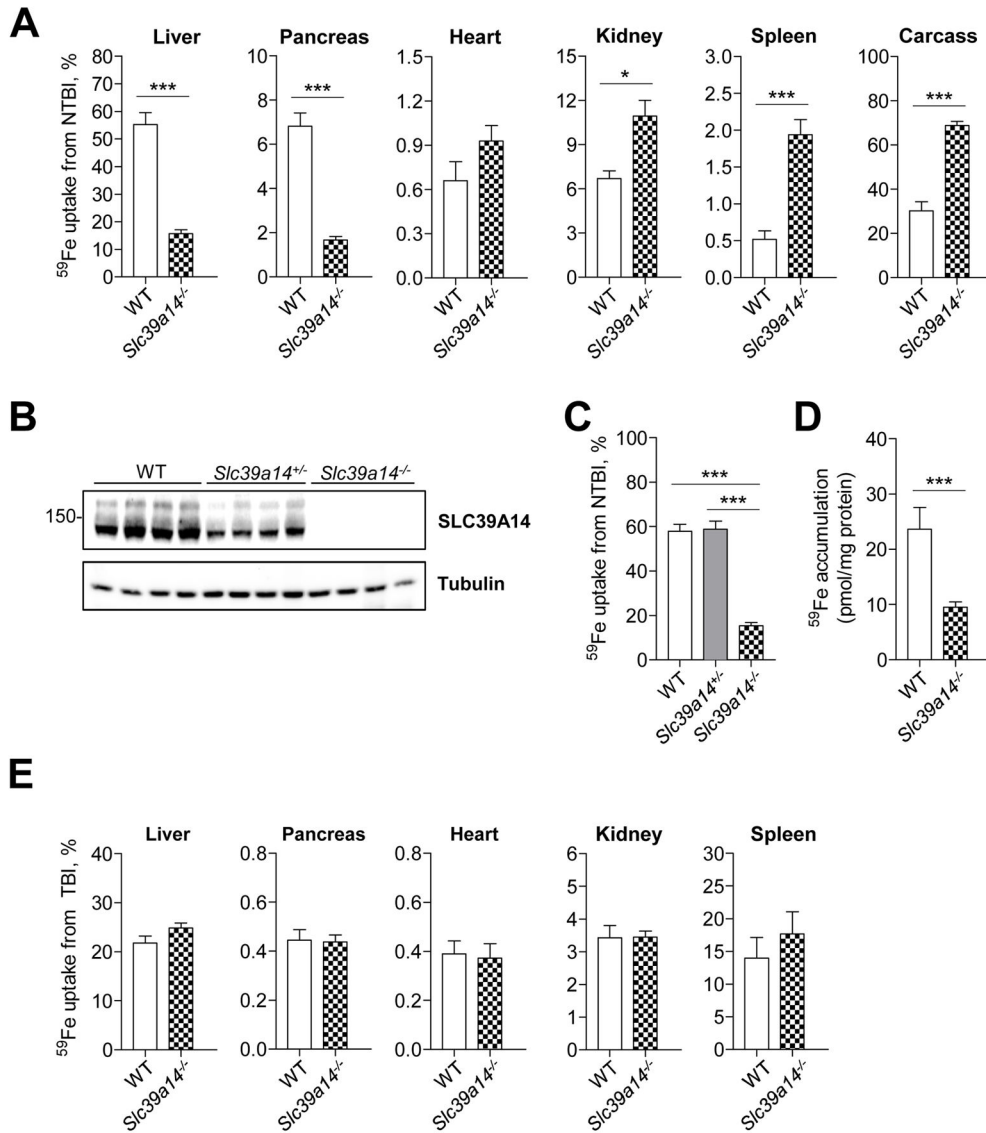 A
Liver
Pancreas
Heart
Kidney
Spleen
Carcass
⁵⁹Fe uptake from NTBI, %
80
70
60
50
40
30
20
10
0
***
WT
Slc39a14⁻/⁻
8
6
4
2
0
***
WT
Slc39a14⁻/⁻
1.5
1.2
0.9
0.6
0.3
0.0
WT
Slc39a14⁻/⁻
15
12
9
6
3
0
*
WT
Slc39a14⁻/⁻
3.0
2.5
2.0
1.5
1.0
0.5
0.0
***
WT
Slc39a14⁻/⁻
100
80
60
40
20
0
***
WT
Slc39a14⁻/⁻
B
WT
Slc39a14⁺/⁻
Slc39a14⁻/⁻
150
SLC39A14
Tubulin
C
⁵⁹Fe uptake from NTBI, %
100
80
60
40
20
0
***
***
WT
Slc39a14⁺/⁻
Slc39a14⁻/⁻
D
⁵⁹Fe accumulation
(pmol/mg protein)
40
30
20
10
0
***
WT
Slc39a14⁻/⁻
E
Liver
Pancreas
Heart
Kidney
Spleen
⁵⁹Fe uptake from TBI, %
40
30
20
10
0
WT
Slc39a14⁻/⁻
0.8
0.6
0.4
0.2
0.0
WT
Slc39a14⁻/⁻
0.8
0.6
0.4
0.2
0.0
WT
Slc39a14⁻/⁻
6
5
4
3
2
1
0
WT
Slc39a14⁻/⁻
30
25
20
15
10
5
0
WT
Slc39a14⁻/⁻